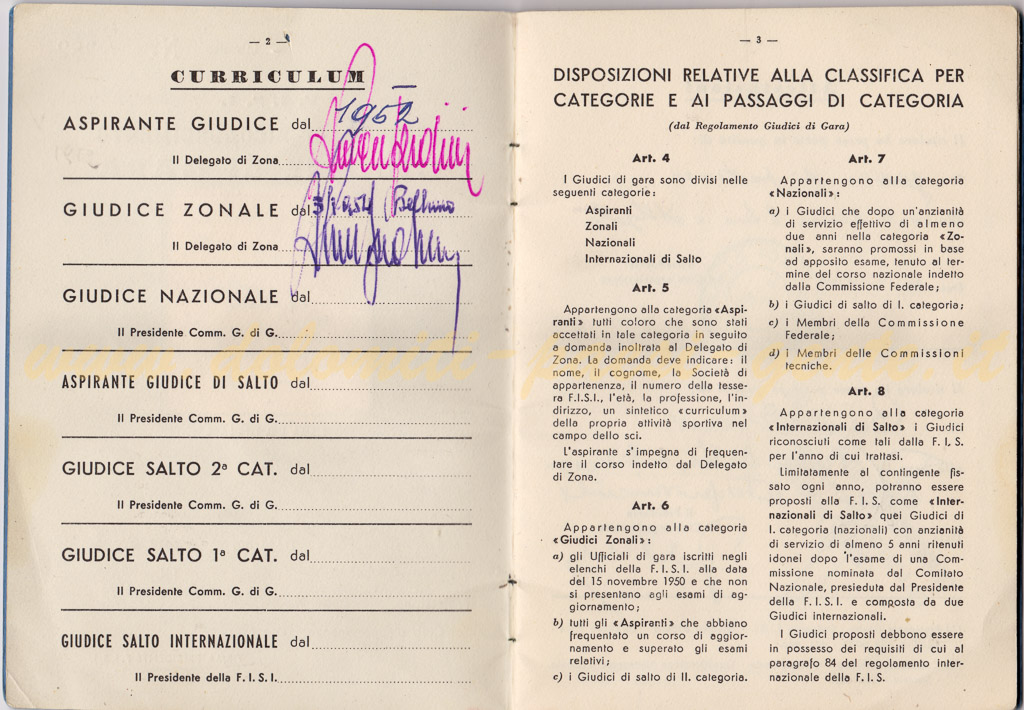 — 2 —
CURRICULUM
ASPIRANTE GIUDICE dal 1952
Il Delegato di Zona
GIUDICE ZONALE dal Belluno
Il Delegato di Zona
GIUDICE NAZIONALE dal
Il Presidente Comm. G. di G.
ASPIRANTE GIUDICE DI SALTO dal
Il Presidente Comm. G. di G.
GIUDICE SALTO 2ª CAT. dal
Il Presidente Comm. G. di G.
GIUDICE SALTO 1ª CAT. dal
Il Presidente Comm. G. di G.
GIUDICE SALTO INTERNAZIONALE dal
Il Presidente della F. I. S. I.
— 3 —
DISPOSIZIONI RELATIVE ALLA CLASSIFICA PER
CATEGORIE E AI PASSAGGI DI CATEGORIA
(dal Regolamento Giudici di Gara)
Art. 4
I Giudici di gara sono divisi nelle
seguenti categorie:
Aspiranti
Zonali
Nazionali
Internazionali di Salto
Art. 5
Appartengono alla categoria «Aspi-
ranti» tutti coloro che sono stati
accettati in tale categoria in seguito
a domanda inoltrata al Delegato di
Zona. La domanda deve indicare: il
nome, il cognome, la Società di
appartenenza, il numero della tesse-
ra F.I.S.I., l'età, la professione, l'in-
dirizzo, un sintetico «curriculum»
della propria attività sportiva nel
campo dello sci.
L'aspirante s'impegna di frequen-
tare il corso indetto dal Delegato
di Zona.
Art. 6
Appartengono alla categoria
«Giudici Zonali»:
a) gli Ufficiali di gara iscritti negli
elenchi della F. I. S. I. alla data
del 15 novembre 1950 e che non
si presentano agli esami di ag-
giornamento;
b) tutti gli «Aspiranti» che abbiano
frequentato un corso di aggior-
namento e superato gli esami
relativi;
c) i Giudici di salto di II. categoria.
Art. 7
Appartengono alla categoria
«Nazionali»:
a) i Giudici che dopo un'anzianità
di servizio effettivo di almeno
due anni nella categoria «Zo-
nali», saranno promossi in base
ad apposito esame, tenuto al ter-
mine del corso nazionale indetto
dalla Commissione Federale;
b) i Giudici di salto di I. categoria;
c) i Membri della Commissione
Federale;
d) i Membri delle Commissioni
tecniche.
Art. 8
Appartengono alla categoria
«Internazionali di Salto» i Giudici
riconosciuti come tali dalla F. I. S.
per l'anno di cui trattasi.
Limitatamente al contingente fis-
sato ogni anno, potranno essere
proposti alla F. I. S. come «Inter-
nazionali di Salto» quei Giudici di
I. categoria (nazionali) con anzianità
di servizio di almeno 5 anni ritenuti
idonei dopo l'esame di una Com-
missione nominata dal Comitato
Nazionale, presieduta dal Presidente
della F. I. S. I. e composta da due
Giudici internazionali.
I Giudici proposti debbono essere
in possesso dei requisiti di cui al
paragrafo 84 del regolamento inter-
nazionale della F. I. S.